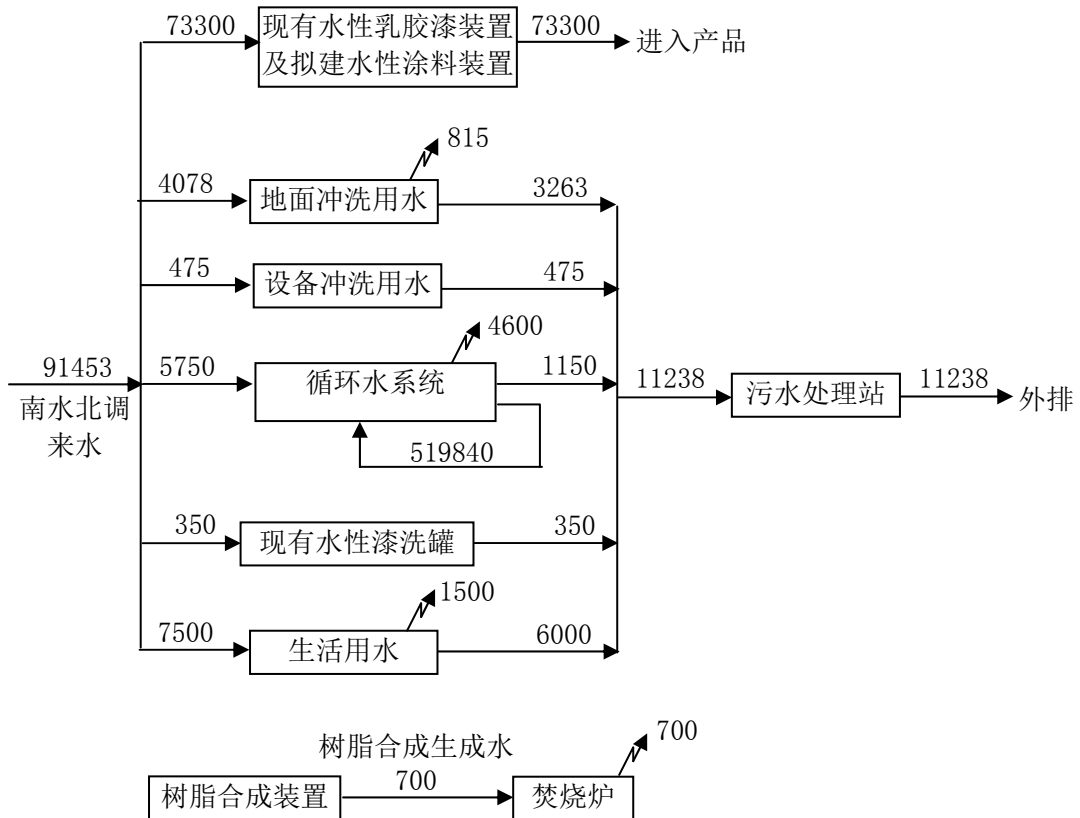 73300
现有水性乳胶漆装置
及拟建水性涂料装置
73300
进入产品
815
4078
地面冲洗用水
3263
475
设备冲洗用水
475
4600
91453
南水北调
来水
5750
循环水系统
1150
519840
11238
污水处理站
11238
外排
350
现有水性漆洗罐
350
1500
7500
生活用水
6000
树脂合成装置
树脂合成生成水
700
焚烧炉
700